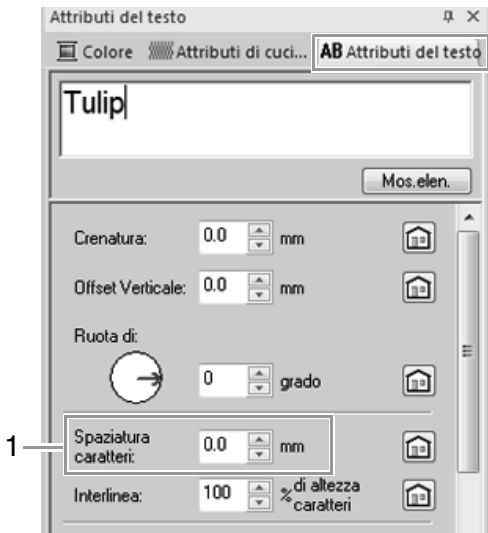 Attributi del testo
Colore Attributi di cuci... AB Attributi del testo
Tulip
Mos.elen.
Crenatura: 0.0 mm
Offset Verticale: 0.0 mm
Ruota di:
0 grado
1 Spaziatura caratteri: 0.0 mm
Interlinea: 100 % di altezza caratteri